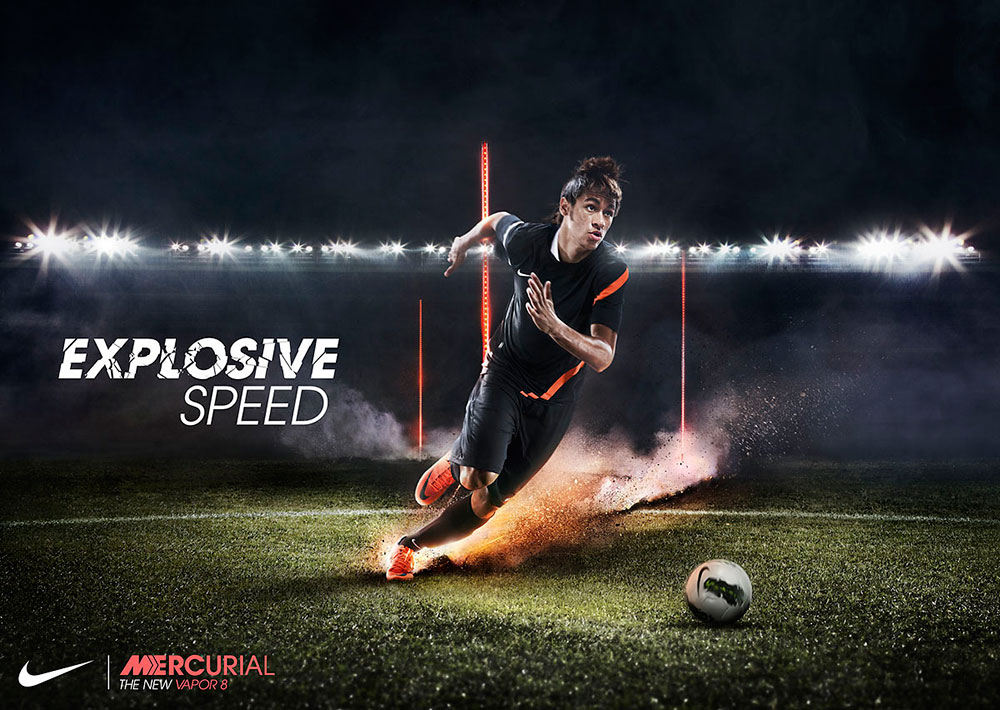 EXPLOSIVE
SPEED
MERCURIAL
THE NEW VAPOR 8